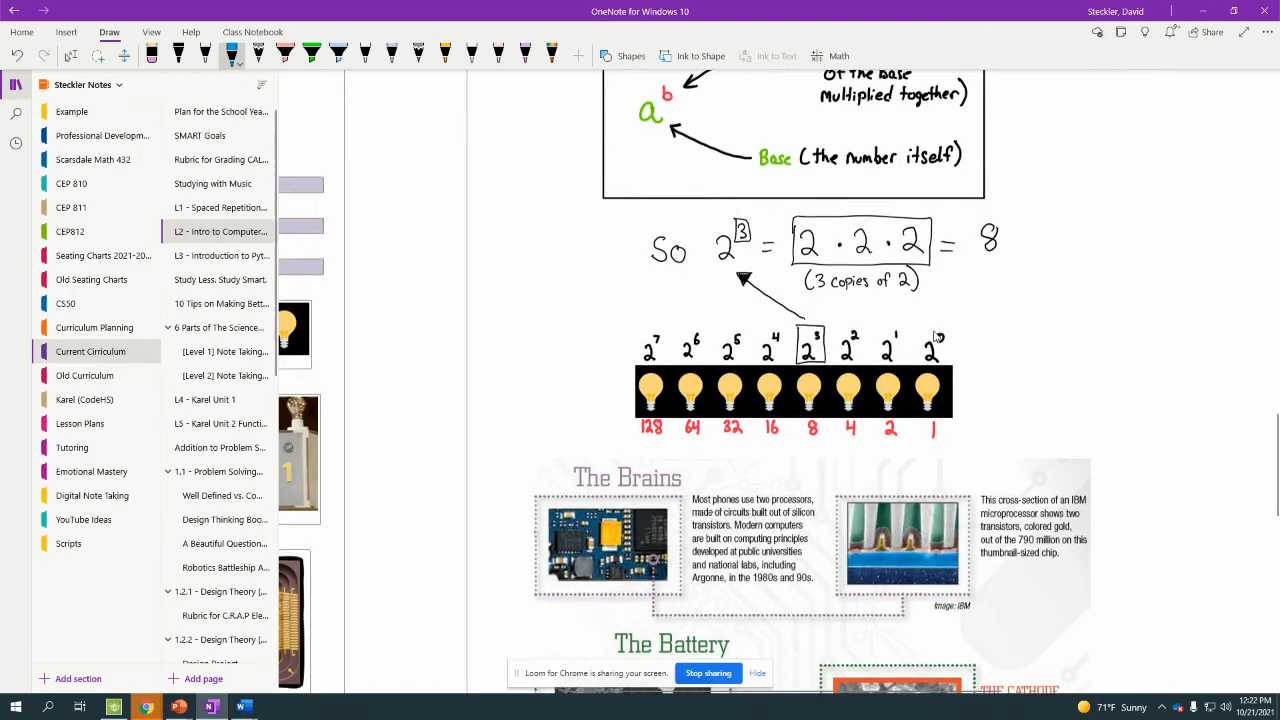 OneNote for Windows 10
Steckler, David
Home Insert Draw View Help Class Notebook
Share
Shapes Ink to Shape Ink to Text Math
Steckler Notes
Example
Professional Developm...
Scarsdale Math 432
CEP 810
CEP 811
CEP812
Seating Charts 2021-20...
Old Seating Charts
CS50
Curriculum Planning
Current Cirriculum
Old Curriculum
Karel (CodeHS)
Lesson Plans
Tutoring
Emotional Mastery
Digital Note Taking
YouTube Ideas
Scripts
Add section
Plan for the School Yea...
SMART Goals
Rubric for Grading CAL...
Studying with Music
L1 - Spaced Repetition...
L2 - Intro to Computer...
L3 - Introduction to Pyt...
Study Less. Study Smart.
10 Tips on Making Bett...
6 Parts of The Science...
[Level 1] Note Taking...
[Level 2] Note Taking...
L4 - Karel Unit 1
L5 - Karel Unit 2 Functi...
Addition to Problem S...
1.1 - Problem Solving...
Well Defined vs. Co...
Design Thinking Boo...
A Beautiful Question...
Robotics Battleship A...
1.2.1 - Design Theory [...
Rubric for C.R.A.P Ele...
1.2.2 - Design Theory [...
Add page
1
of the base
multiplied together)
a^b
Base (the number itself)
So 2^3 = 2 · 2 · 2 = 8
(3 copies of 2)
2^7 2^6 2^5 2^4 2^3 2^2 2^1 2^0
128 64 32 16 8 4 2 1
The Brains
Most phones use two processors,
made of circuits built out of silicon
transistors. Modern computers
are built on computing principles
developed at public universities
and national labs, including
Argonne, in the 1980s and 90s.
This cross-section of an IBM
microprocessor shows two
transistors, colored gold,
out of the 790 million on this
thumbnail-sized chip.
Image: IBM
The Battery
THE CATHODE
Loom for Chrome is sharing your screen. Stop sharing Hide
71°F Sunny
12:22 PM
10/21/2021